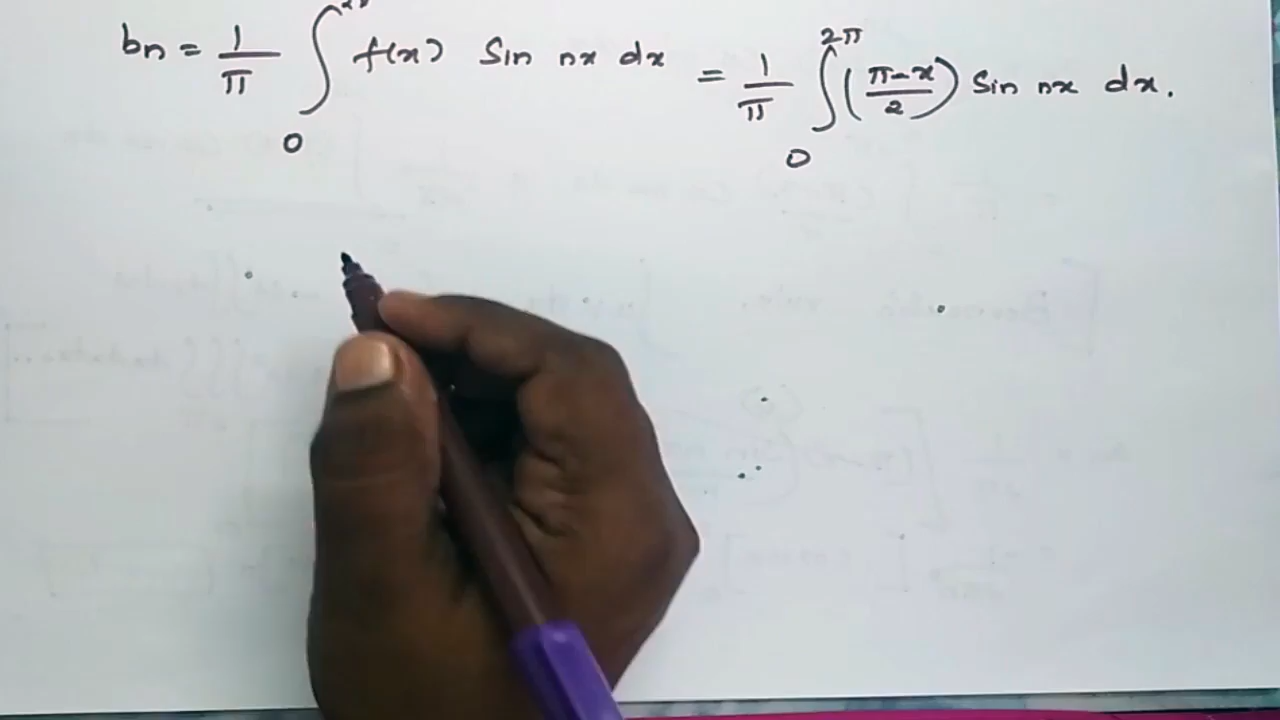 bn = 1/π ∫₀ f(x) Sin nx dx = 1/π ∫₀^2π (π-x/2) Sin nx dx.